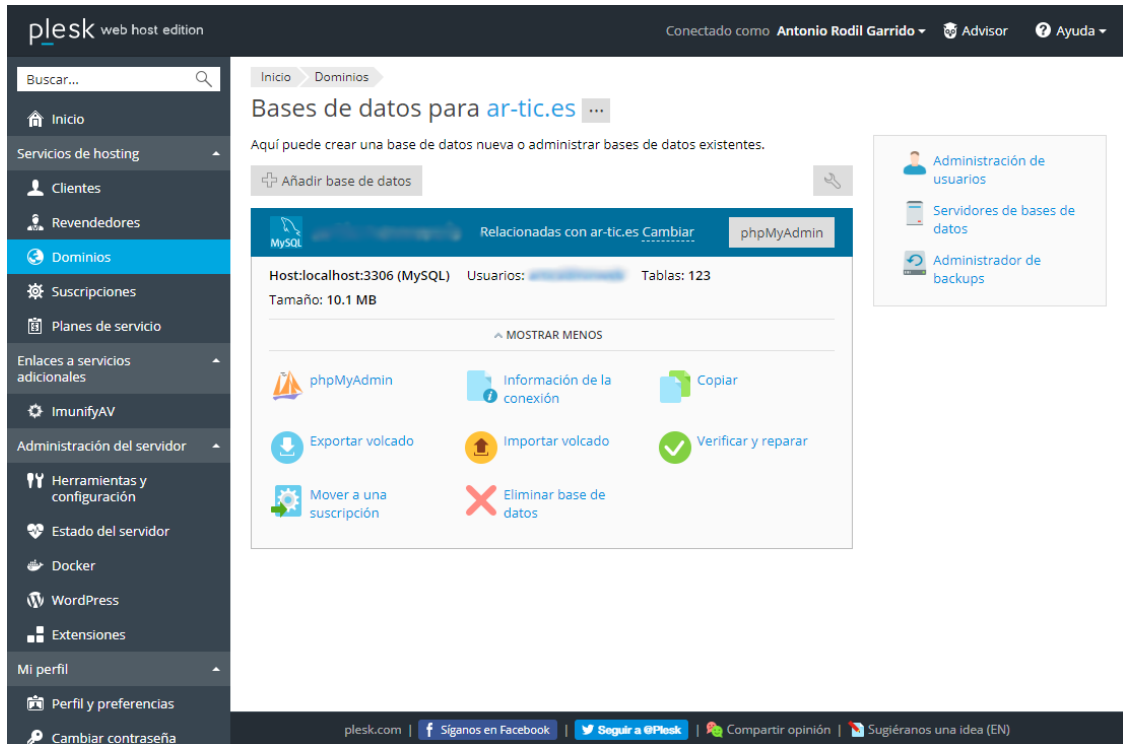 plesk web host edition
Conectado como Antonio Rodil Garrido
Advisor
Ayuda
Buscar...
Inicio
Servicios de hosting
Clientes
Revendedores
Dominios
Suscripciones
Planes de servicio
Enlaces a servicios
adicionales
ImunifyAV
Administración del servidor
Herramientas y
configuración
Estado del servidor
Docker
WordPress
Extensiones
Mi perfil
Perfil y preferencias
Cambiar contraseña
Inicio
Dominios
Bases de datos para ar-tic.es ...
Aquí puede crear una base de datos nueva o administrar bases de datos existentes.
Añadir base de datos
MySQL
Relacionadas con ar-tic.es Cambiar
phpMyAdmin
Host:localhost:3306 (MySQL) Usuarios: Tablas: 123
Tamaño: 10.1 MB
MOSTRAR MENOS
phpMyAdmin
Información de la
conexión
Copiar
Exportar volcado
Importar volcado
Verificar y reparar
Mover a una
suscripción
Eliminar base de
datos
Administración de
usuarios
Servidores de bases de
datos
Administrador de
backups
plesk.com | Síganos en Facebook | Seguir a @Plesk | Compartir opinión | Sugiéranos una idea (EN)